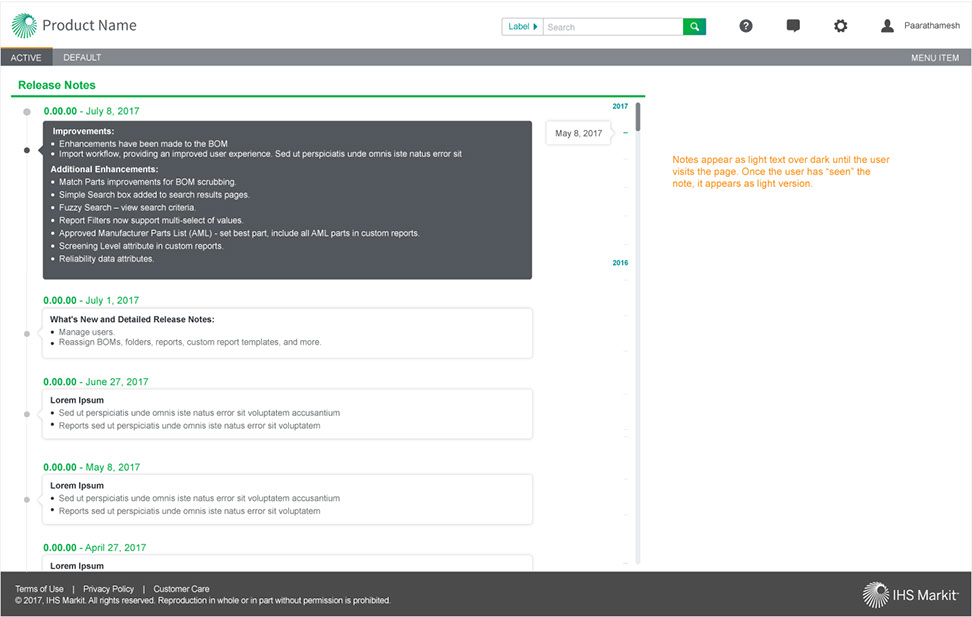 Product Name
Label
Search
?
Paarathamesh
ACTIVE
DEFAULT
MENU ITEM
Release Notes
0.00.00 - July 8, 2017
Improvements:
• Enhancements have been made to the BOM
• Import workflow, providing an improved user experience. Sed ut perspiciatis unde omnis iste natus error sit
Additional Enhancements:
• Match Parts improvements for BOM scrubbing.
• Simple Search box added to search results pages.
• Fuzzy Search – view search criteria.
• Report Filters now support multi-select of values.
• Approved Manufacturer Parts List (AML) - set best part, include all AML parts in custom reports.
• Screening Level attribute in custom reports.
• Reliability data attributes.
0.00.00 - July 1, 2017
What's New and Detailed Release Notes:
• Manage users.
• Reassign BOMs, folders, reports, custom report templates, and more.
0.00.00 - June 27, 2017
Lorem Ipsum
• Sed ut perspiciatis unde omnis iste natus error sit voluptatem accusantium
• Reports sed ut perspiciatis unde omnis iste natus error sit voluptatem
0.00.00 - May 8, 2017
Lorem Ipsum
• Sed ut perspiciatis unde omnis iste natus error sit voluptatem accusantium
• Reports sed ut perspiciatis unde omnis iste natus error sit voluptatem
0.00.00 - April 27, 2017
Lorem Ipsum
2017
May 8, 2017
2016
Notes appear as light text over dark until the user
visits the page. Once the user has “seen” the
note, it appears as light version.
Terms of Use | Privacy Policy | Customer Care
© 2017, IHS Markit. All rights reserved. Reproduction in whole or in part without permission is prohibited.
IHS Markit™